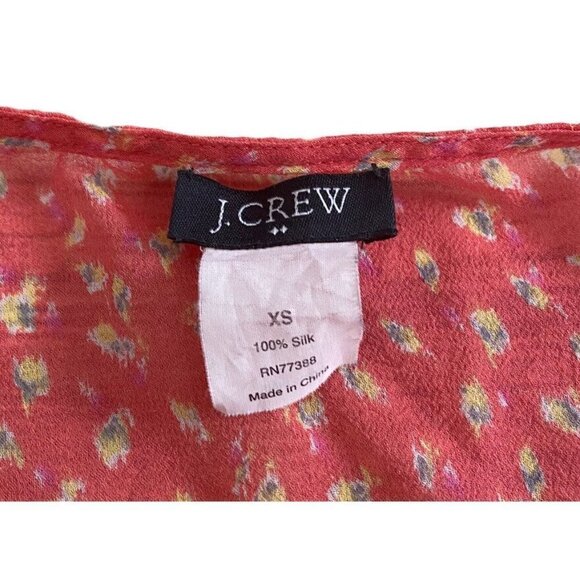 J.CREW
XS
100% Silk
RN77388
Made in China